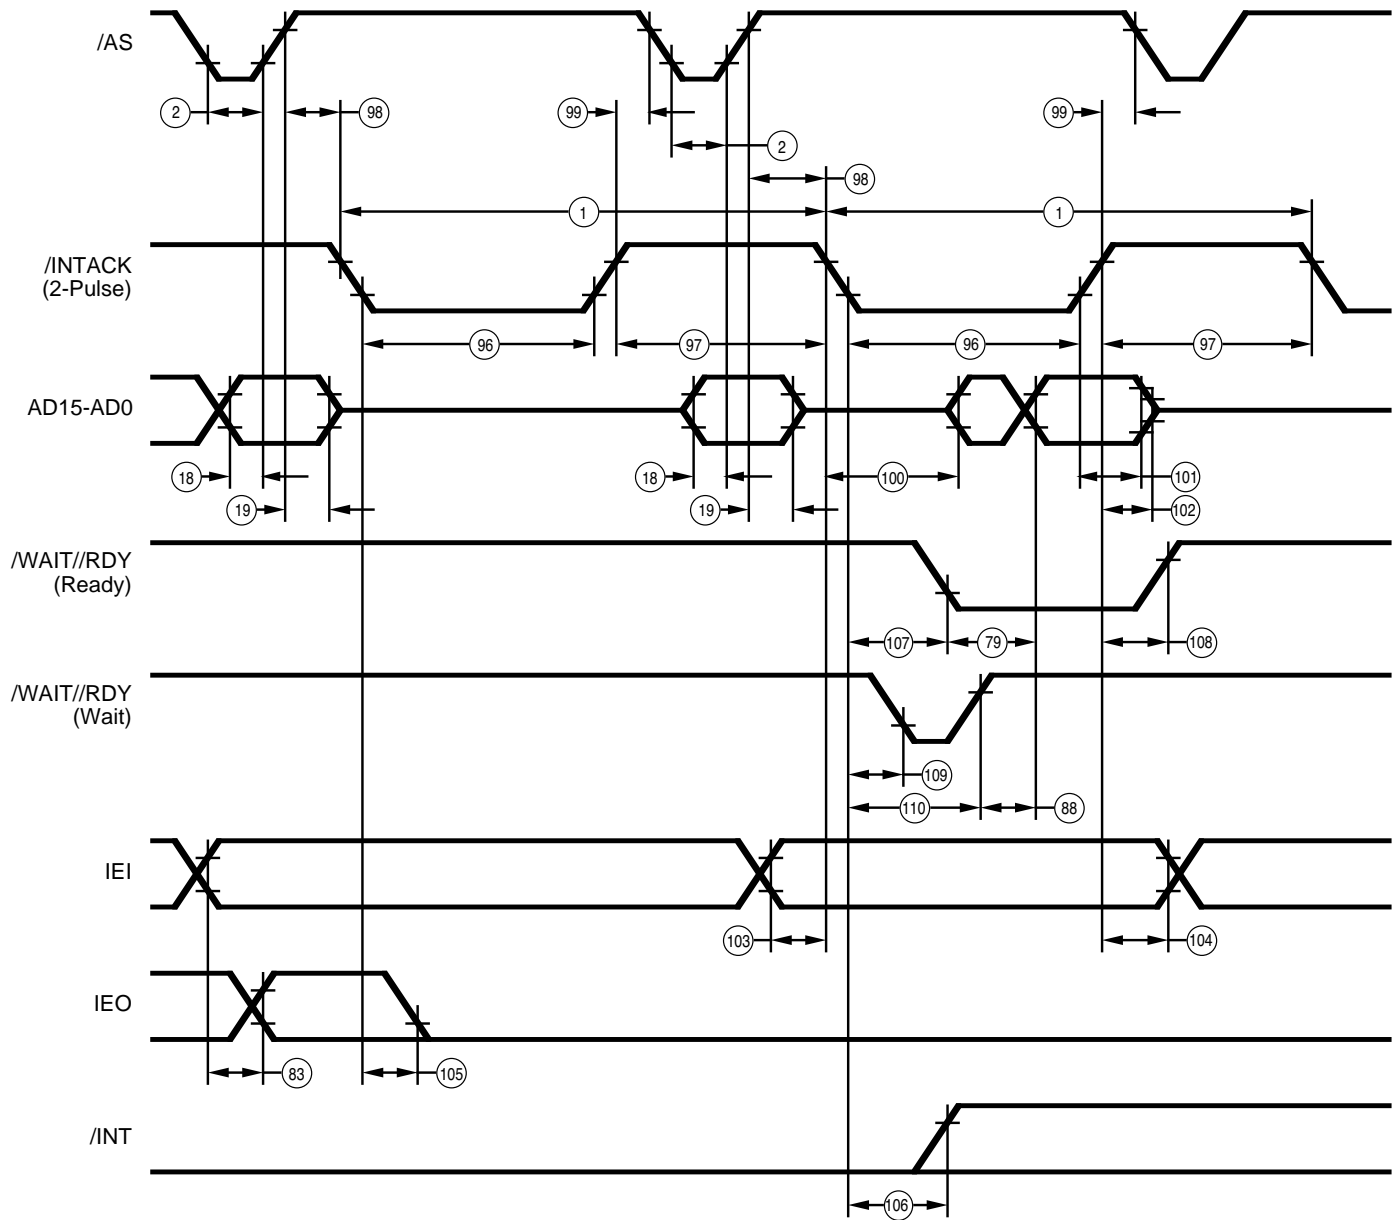 /AS
2
98
99
99
2
98
1
1
/INTACK
(2-Pulse)
96
97
96
97
AD15-AD0
18
18
100
101
19
19
102
/WAIT//RDY
(Ready)
107
79
108
/WAIT//RDY
(Wait)
109
110
88
IEI
103
104
IEO
83
105
/INT
106